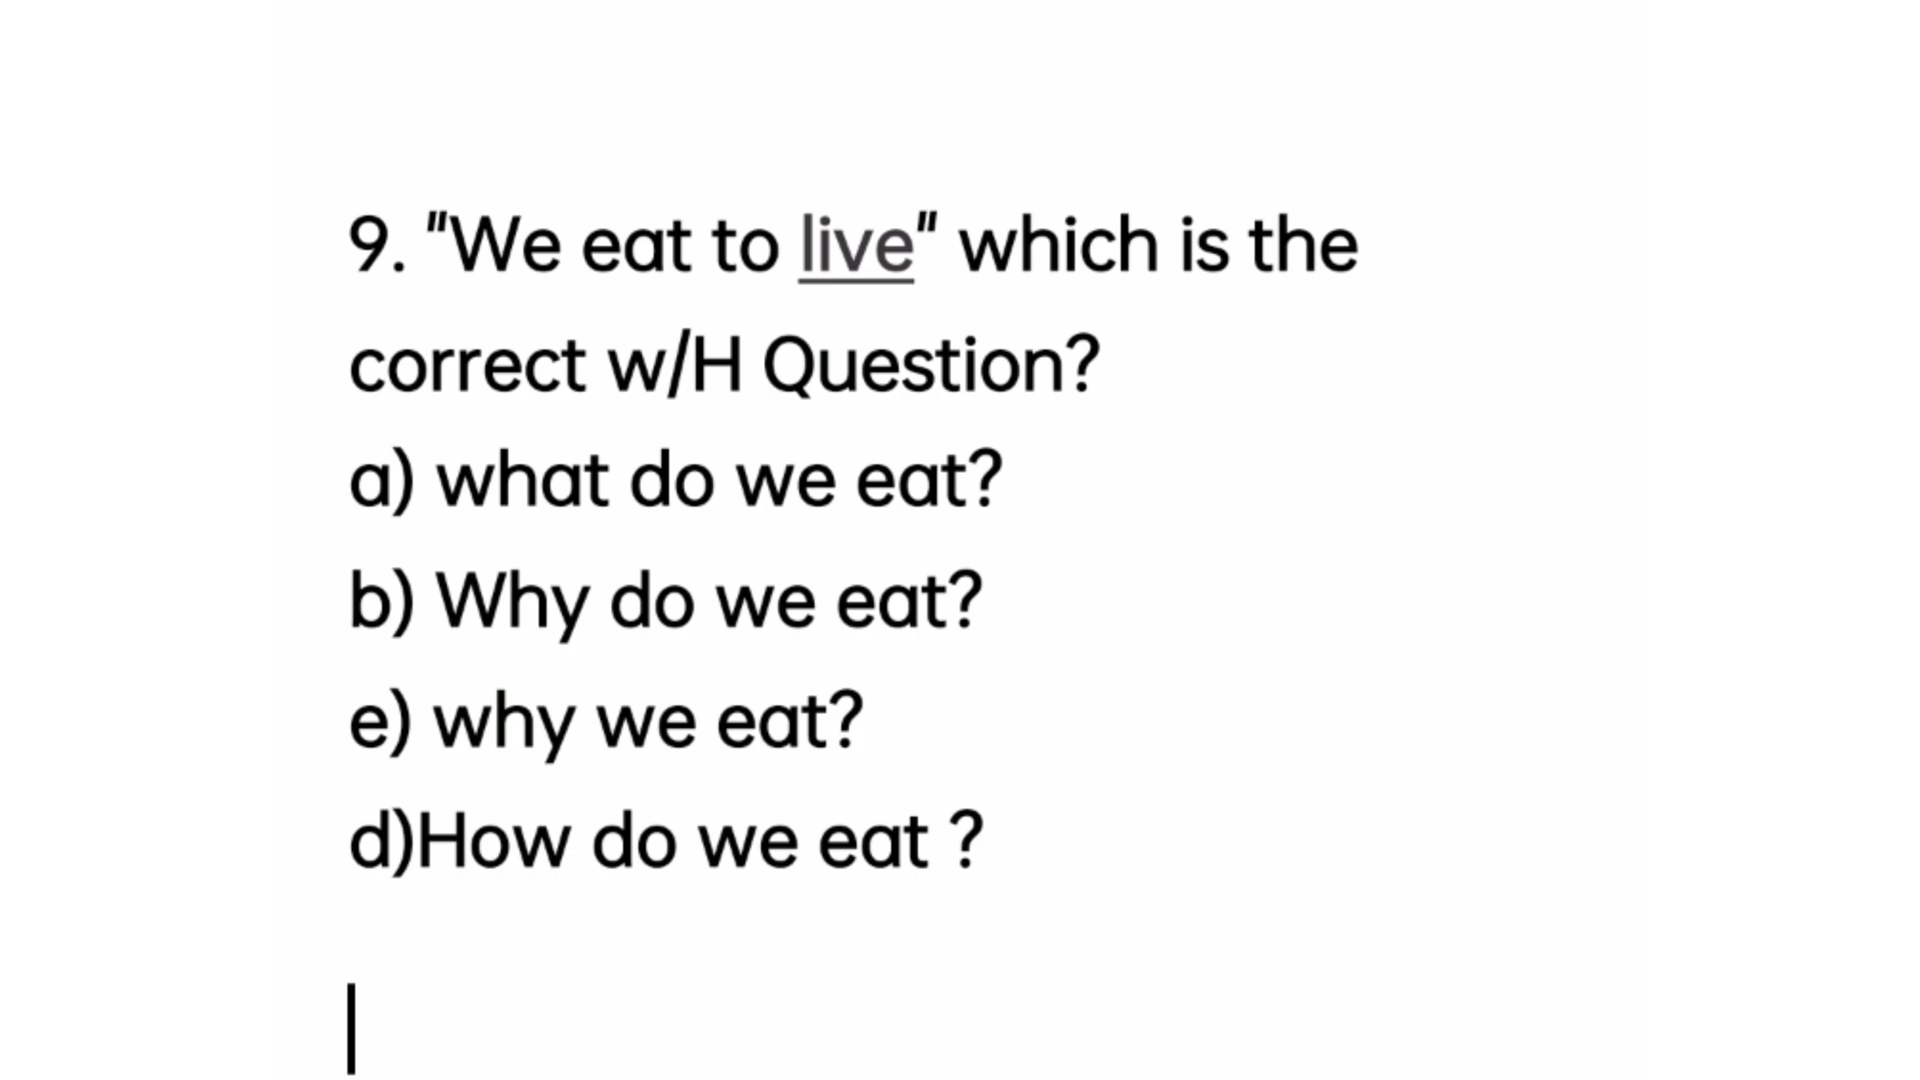 9. "We eat to live" which is the
correct w/H Question?
a) what do we eat?
b) Why do we eat?
e) why we eat?
d)How do we eat ?